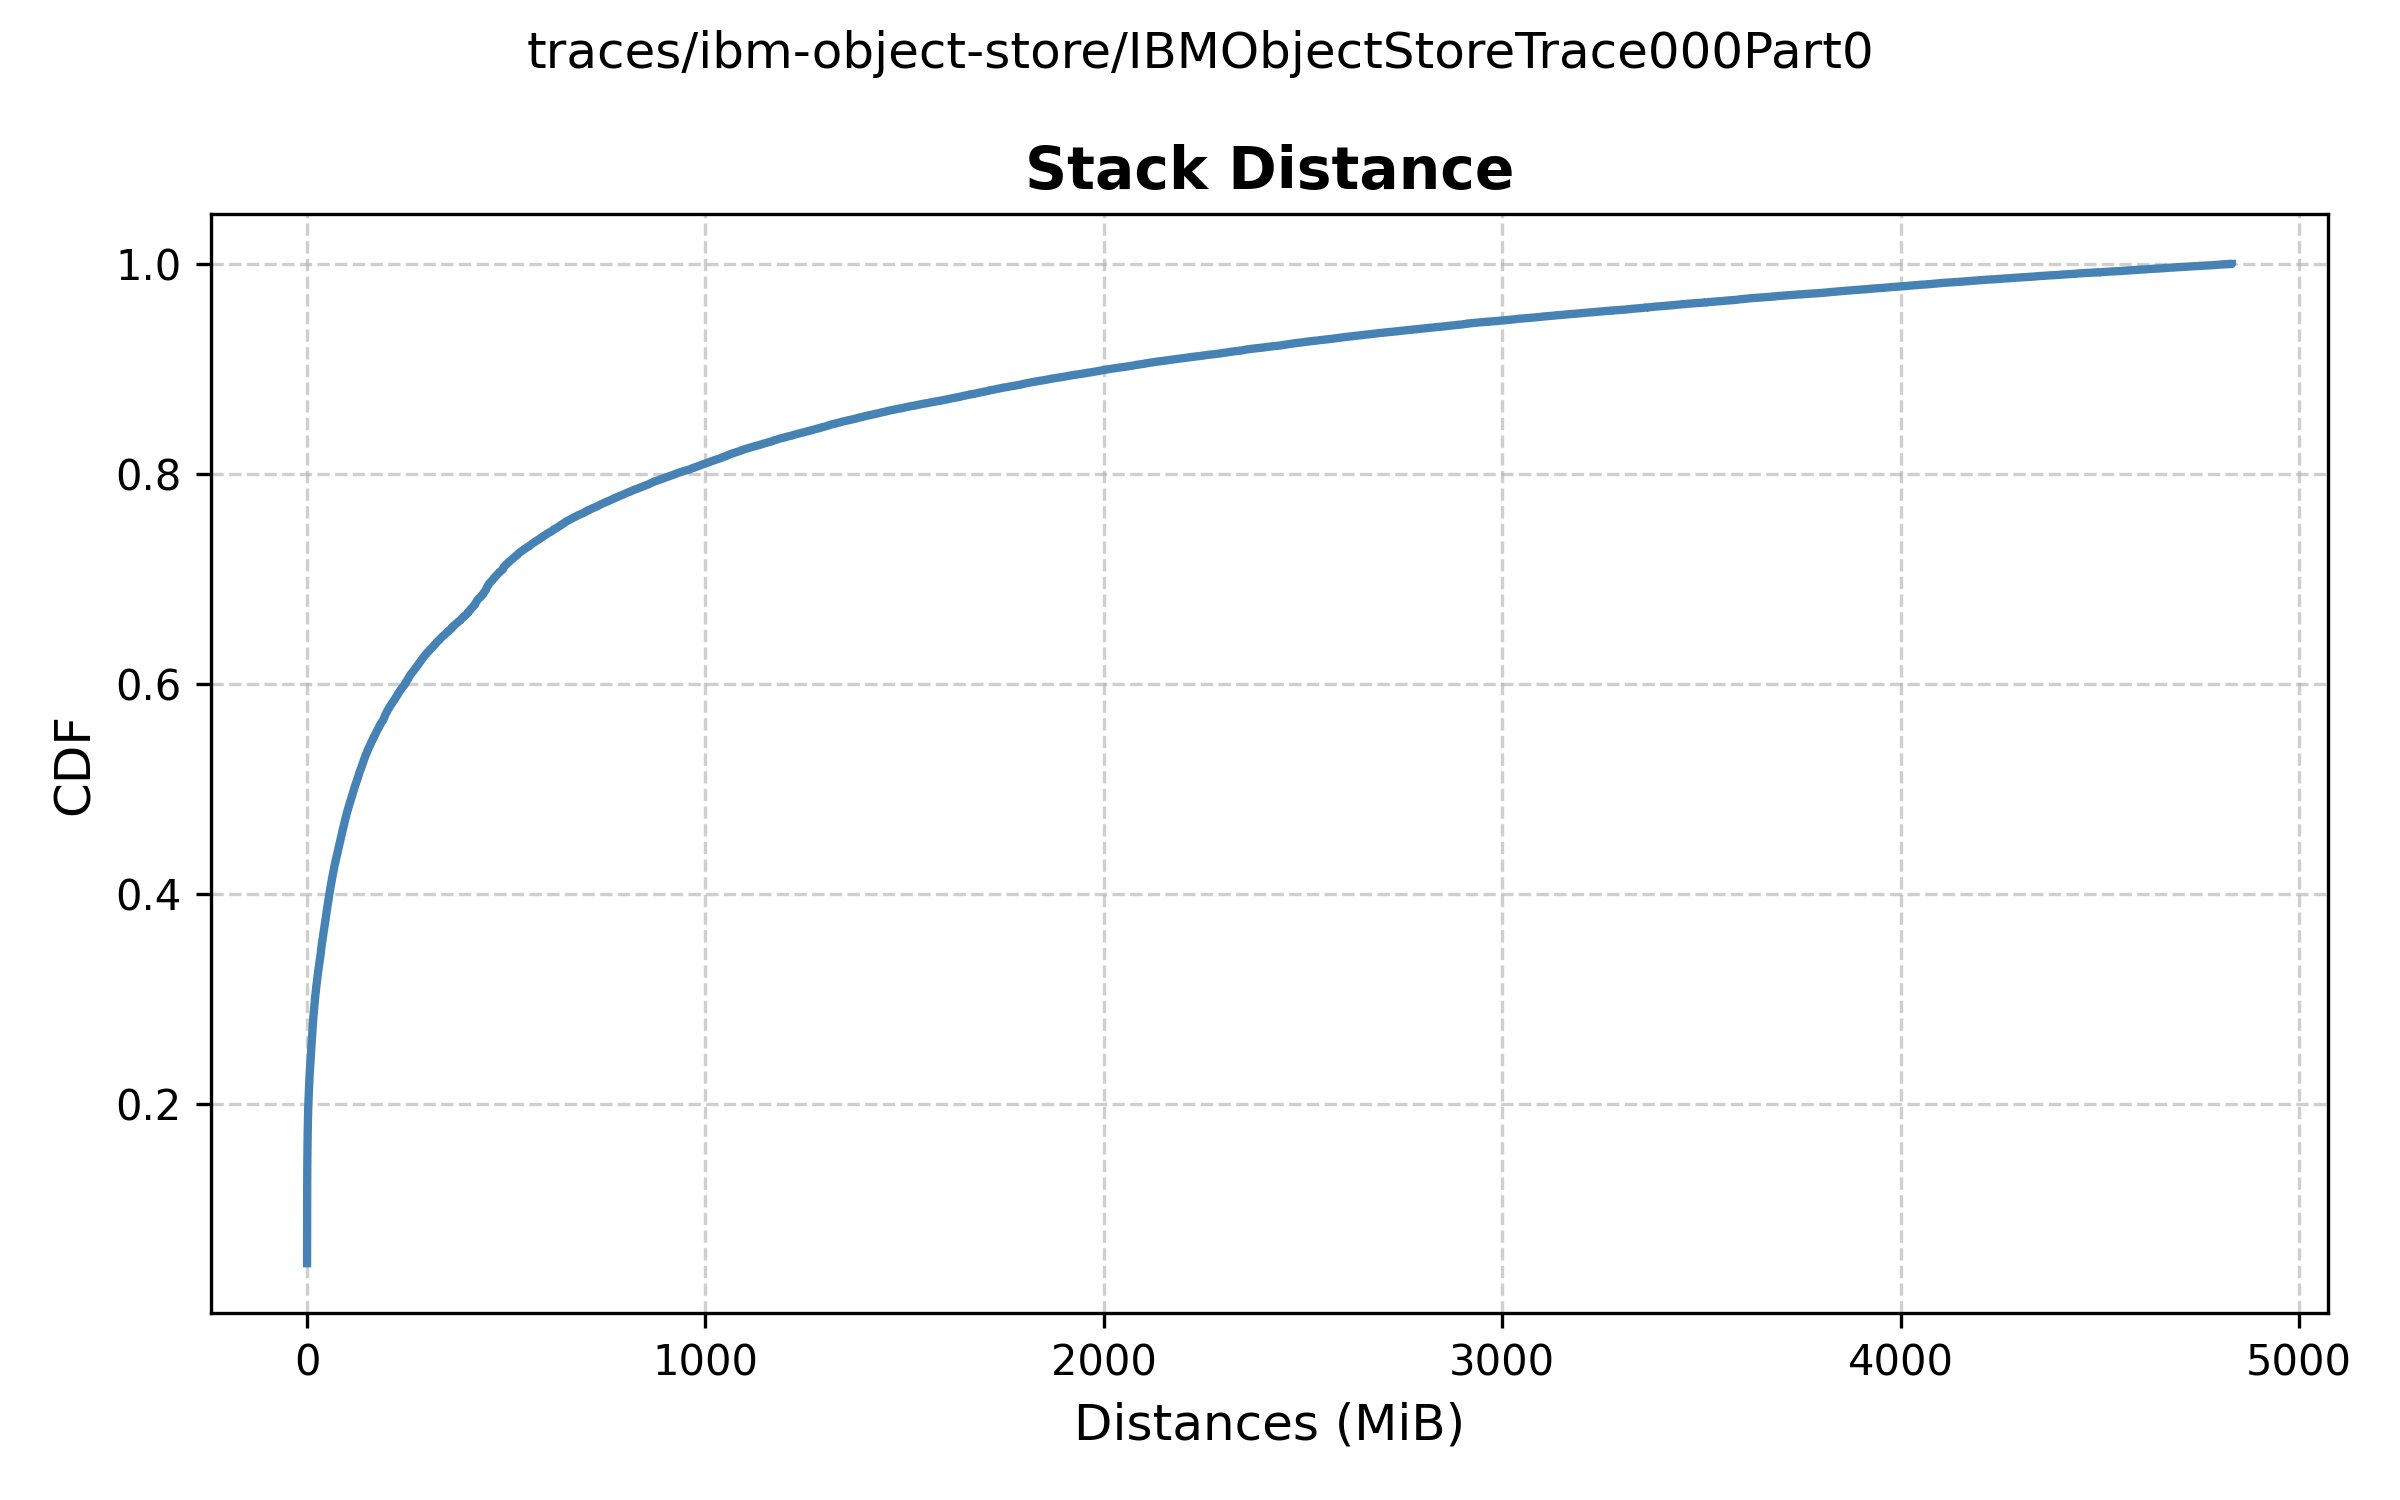 traces/ibm-object-store/IBMObjectStoreTrace000Part0
Stack Distance
1.0
0.8
0.6
0.4
0.2
CDF
0 1000 2000 3000 4000 5000
Distances (MiB)